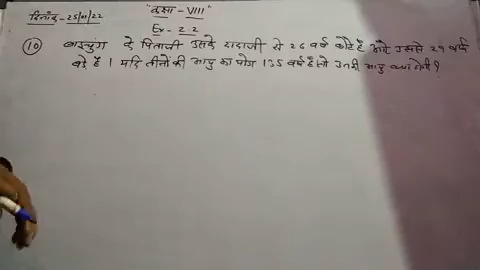 दिनाँक - 25/11/22
"कक्षा - VIII"
Ex - 2.2
(10) बाइचुंग के पिताजी उसके दादाजी से 26 वर्ष छोटे हैं और उससे 29 वर्ष
बड़े हैं । यदि तीनों की आयु का योग 135 वर्ष है तो उनकी आयु क्या होगी ?